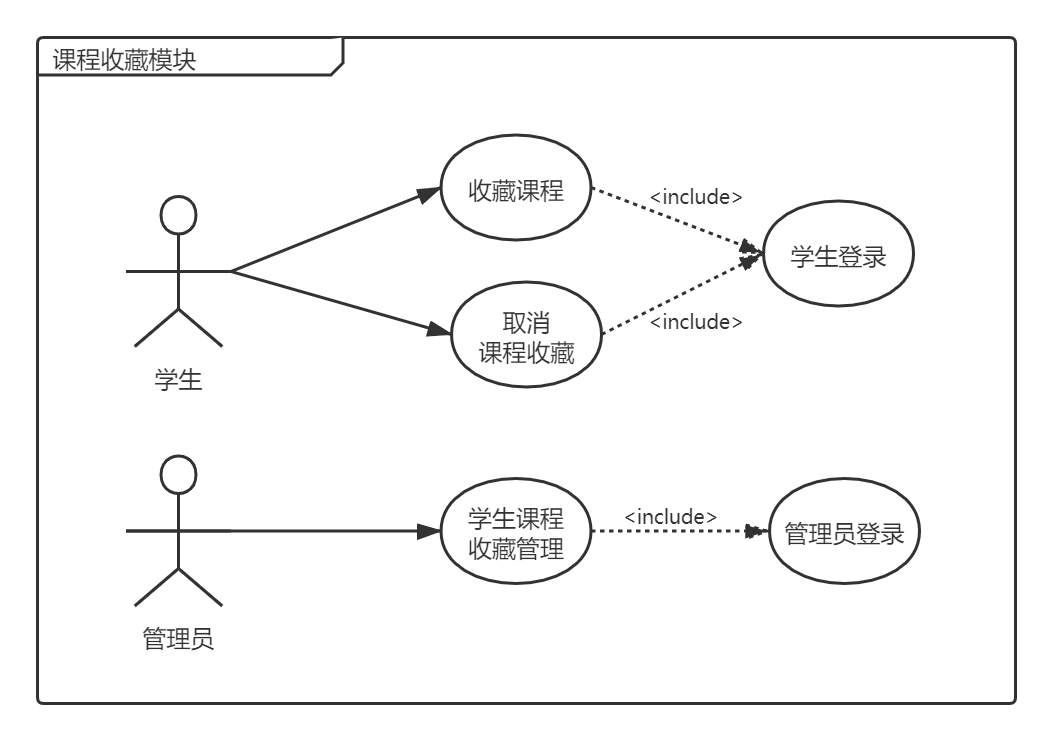 课程收藏模块
收藏课程
<include>
学生登录
取消
课程收藏
<include>
学生
学生课程
收藏管理
<include>
管理员登录
管理员